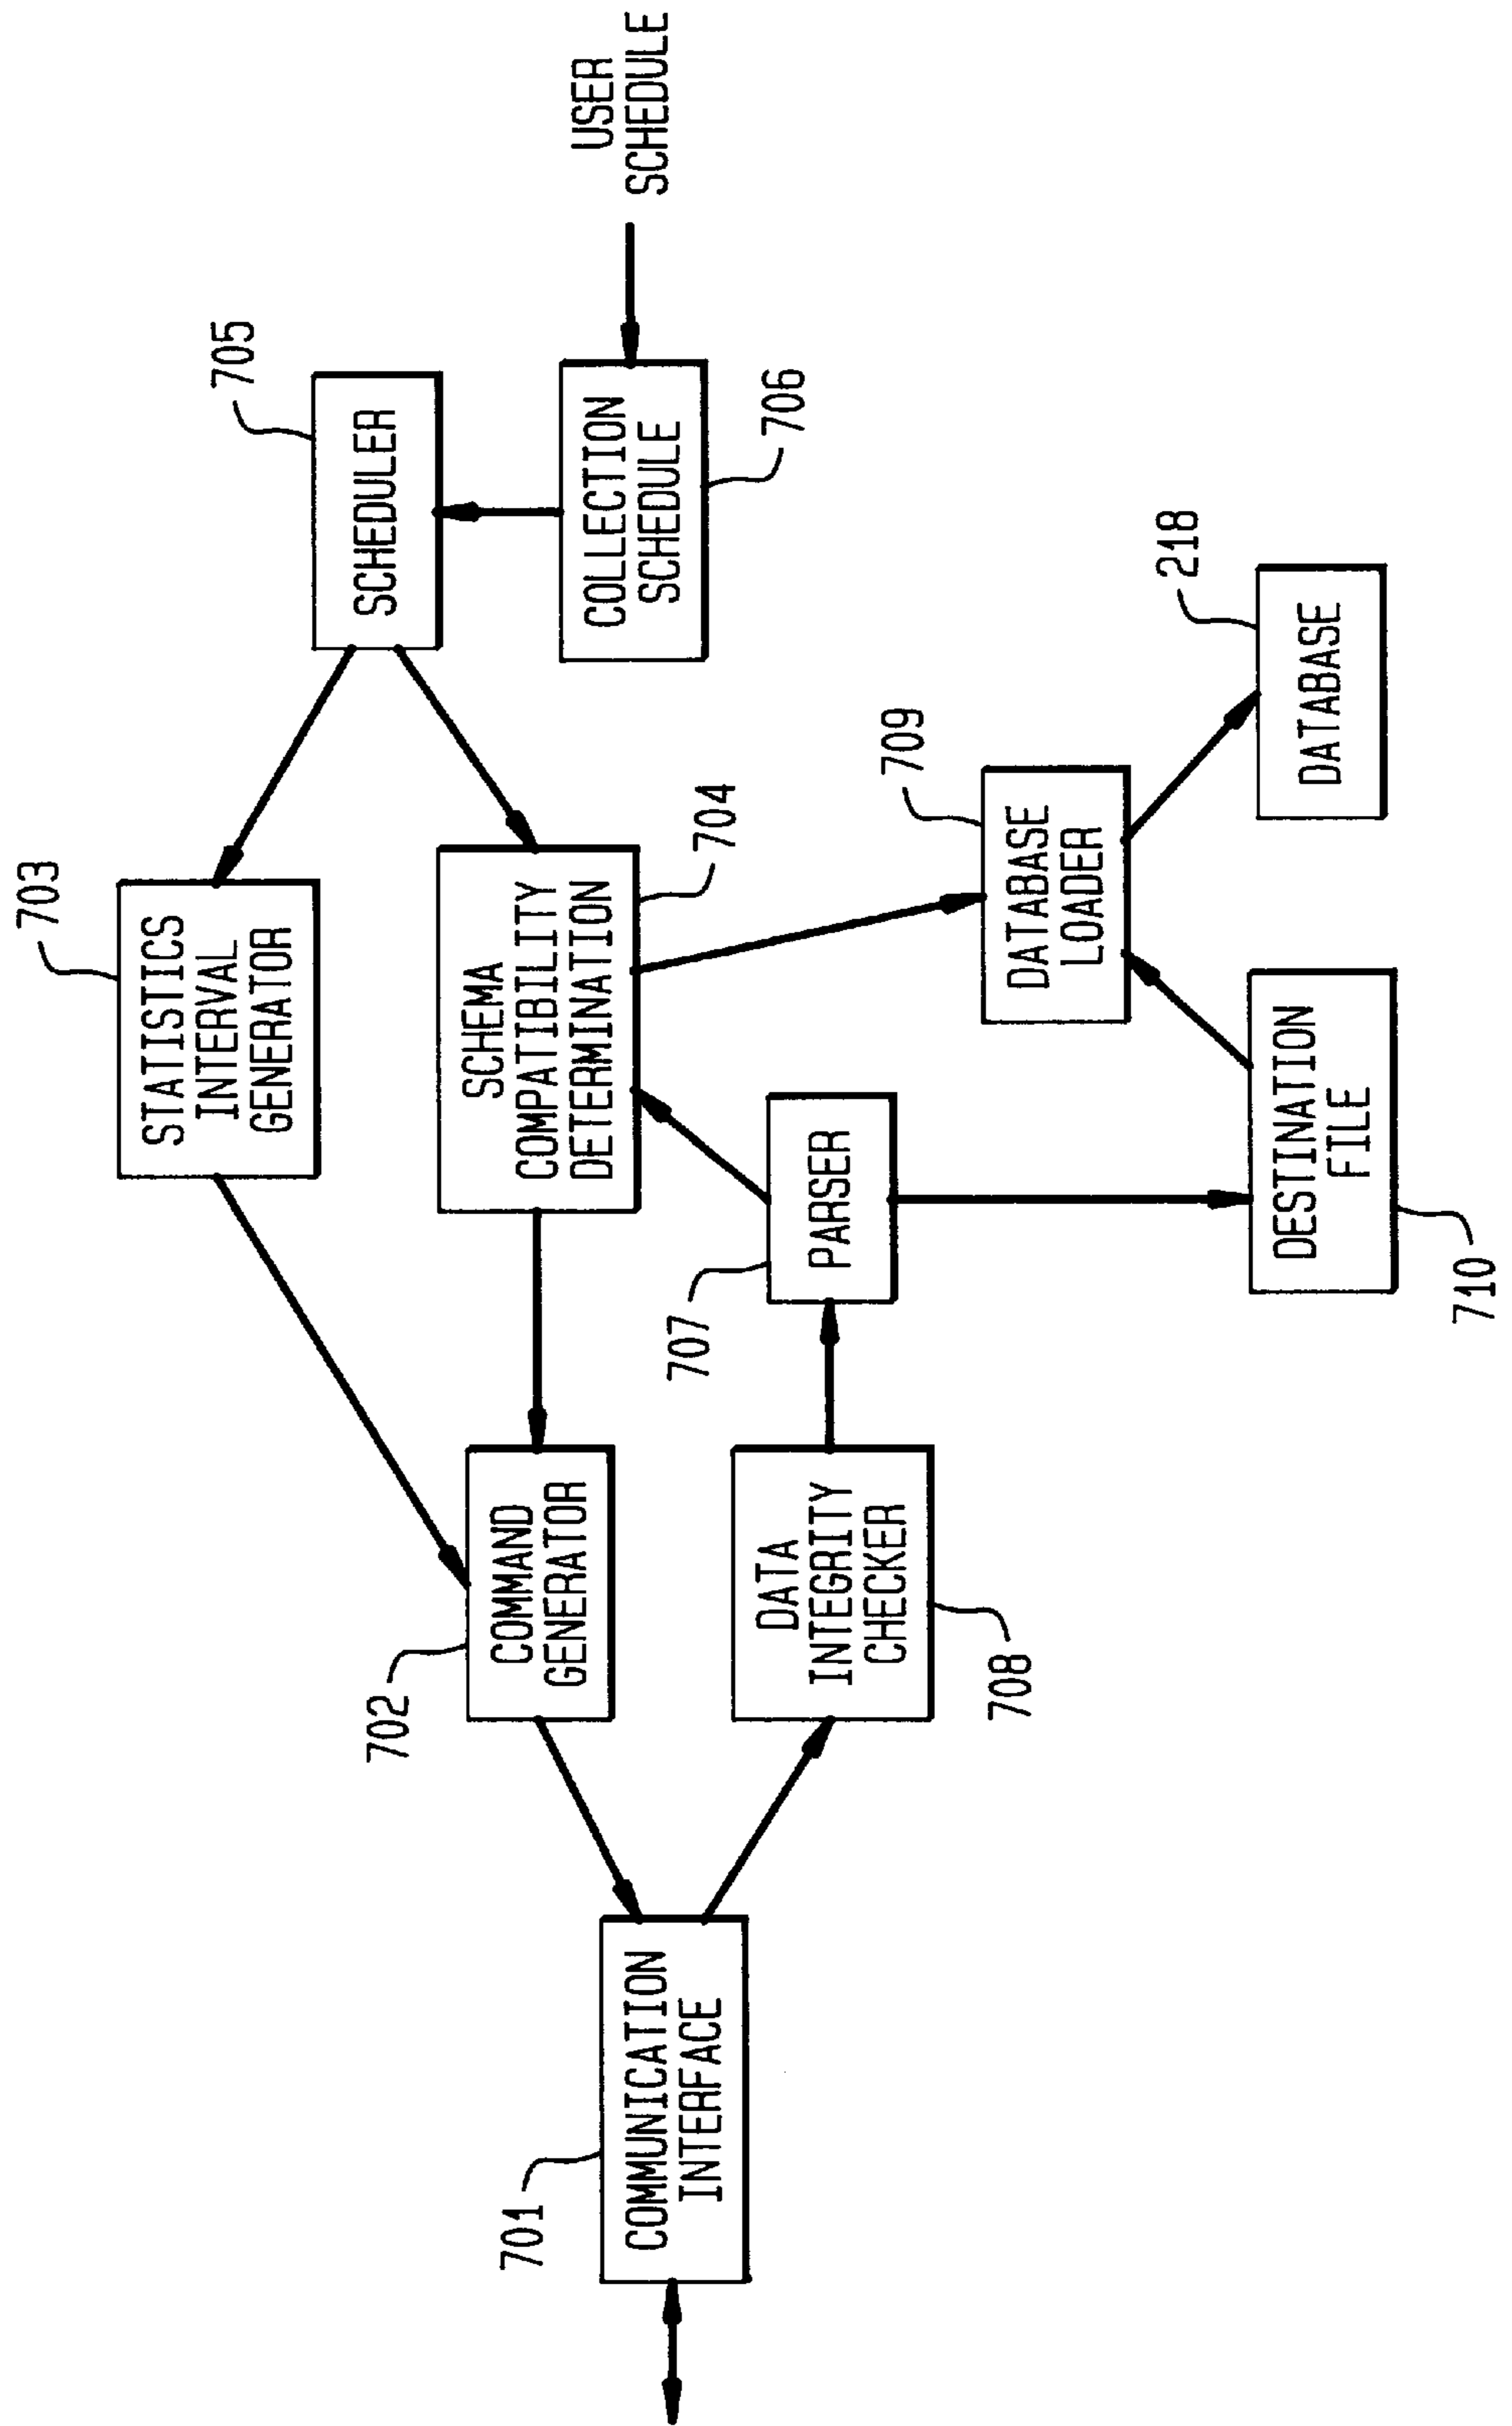 703
STATISTICS
INTERVAL
GENERATOR
705
SCHEDULER
USER
SCHEDULE
702
COMMAND
GENERATOR
SCHEMA
COMPATIBILITY
DETERMINATION
704
COLLECTION
SCHEDULE
706
701
COMMUNICATION
INTERFACE
DATA
INTEGRITY
CHECKER
708
707
PARSER
709
DATABASE
LOADER
218
DATABASE
DESTINATION
FILE
710